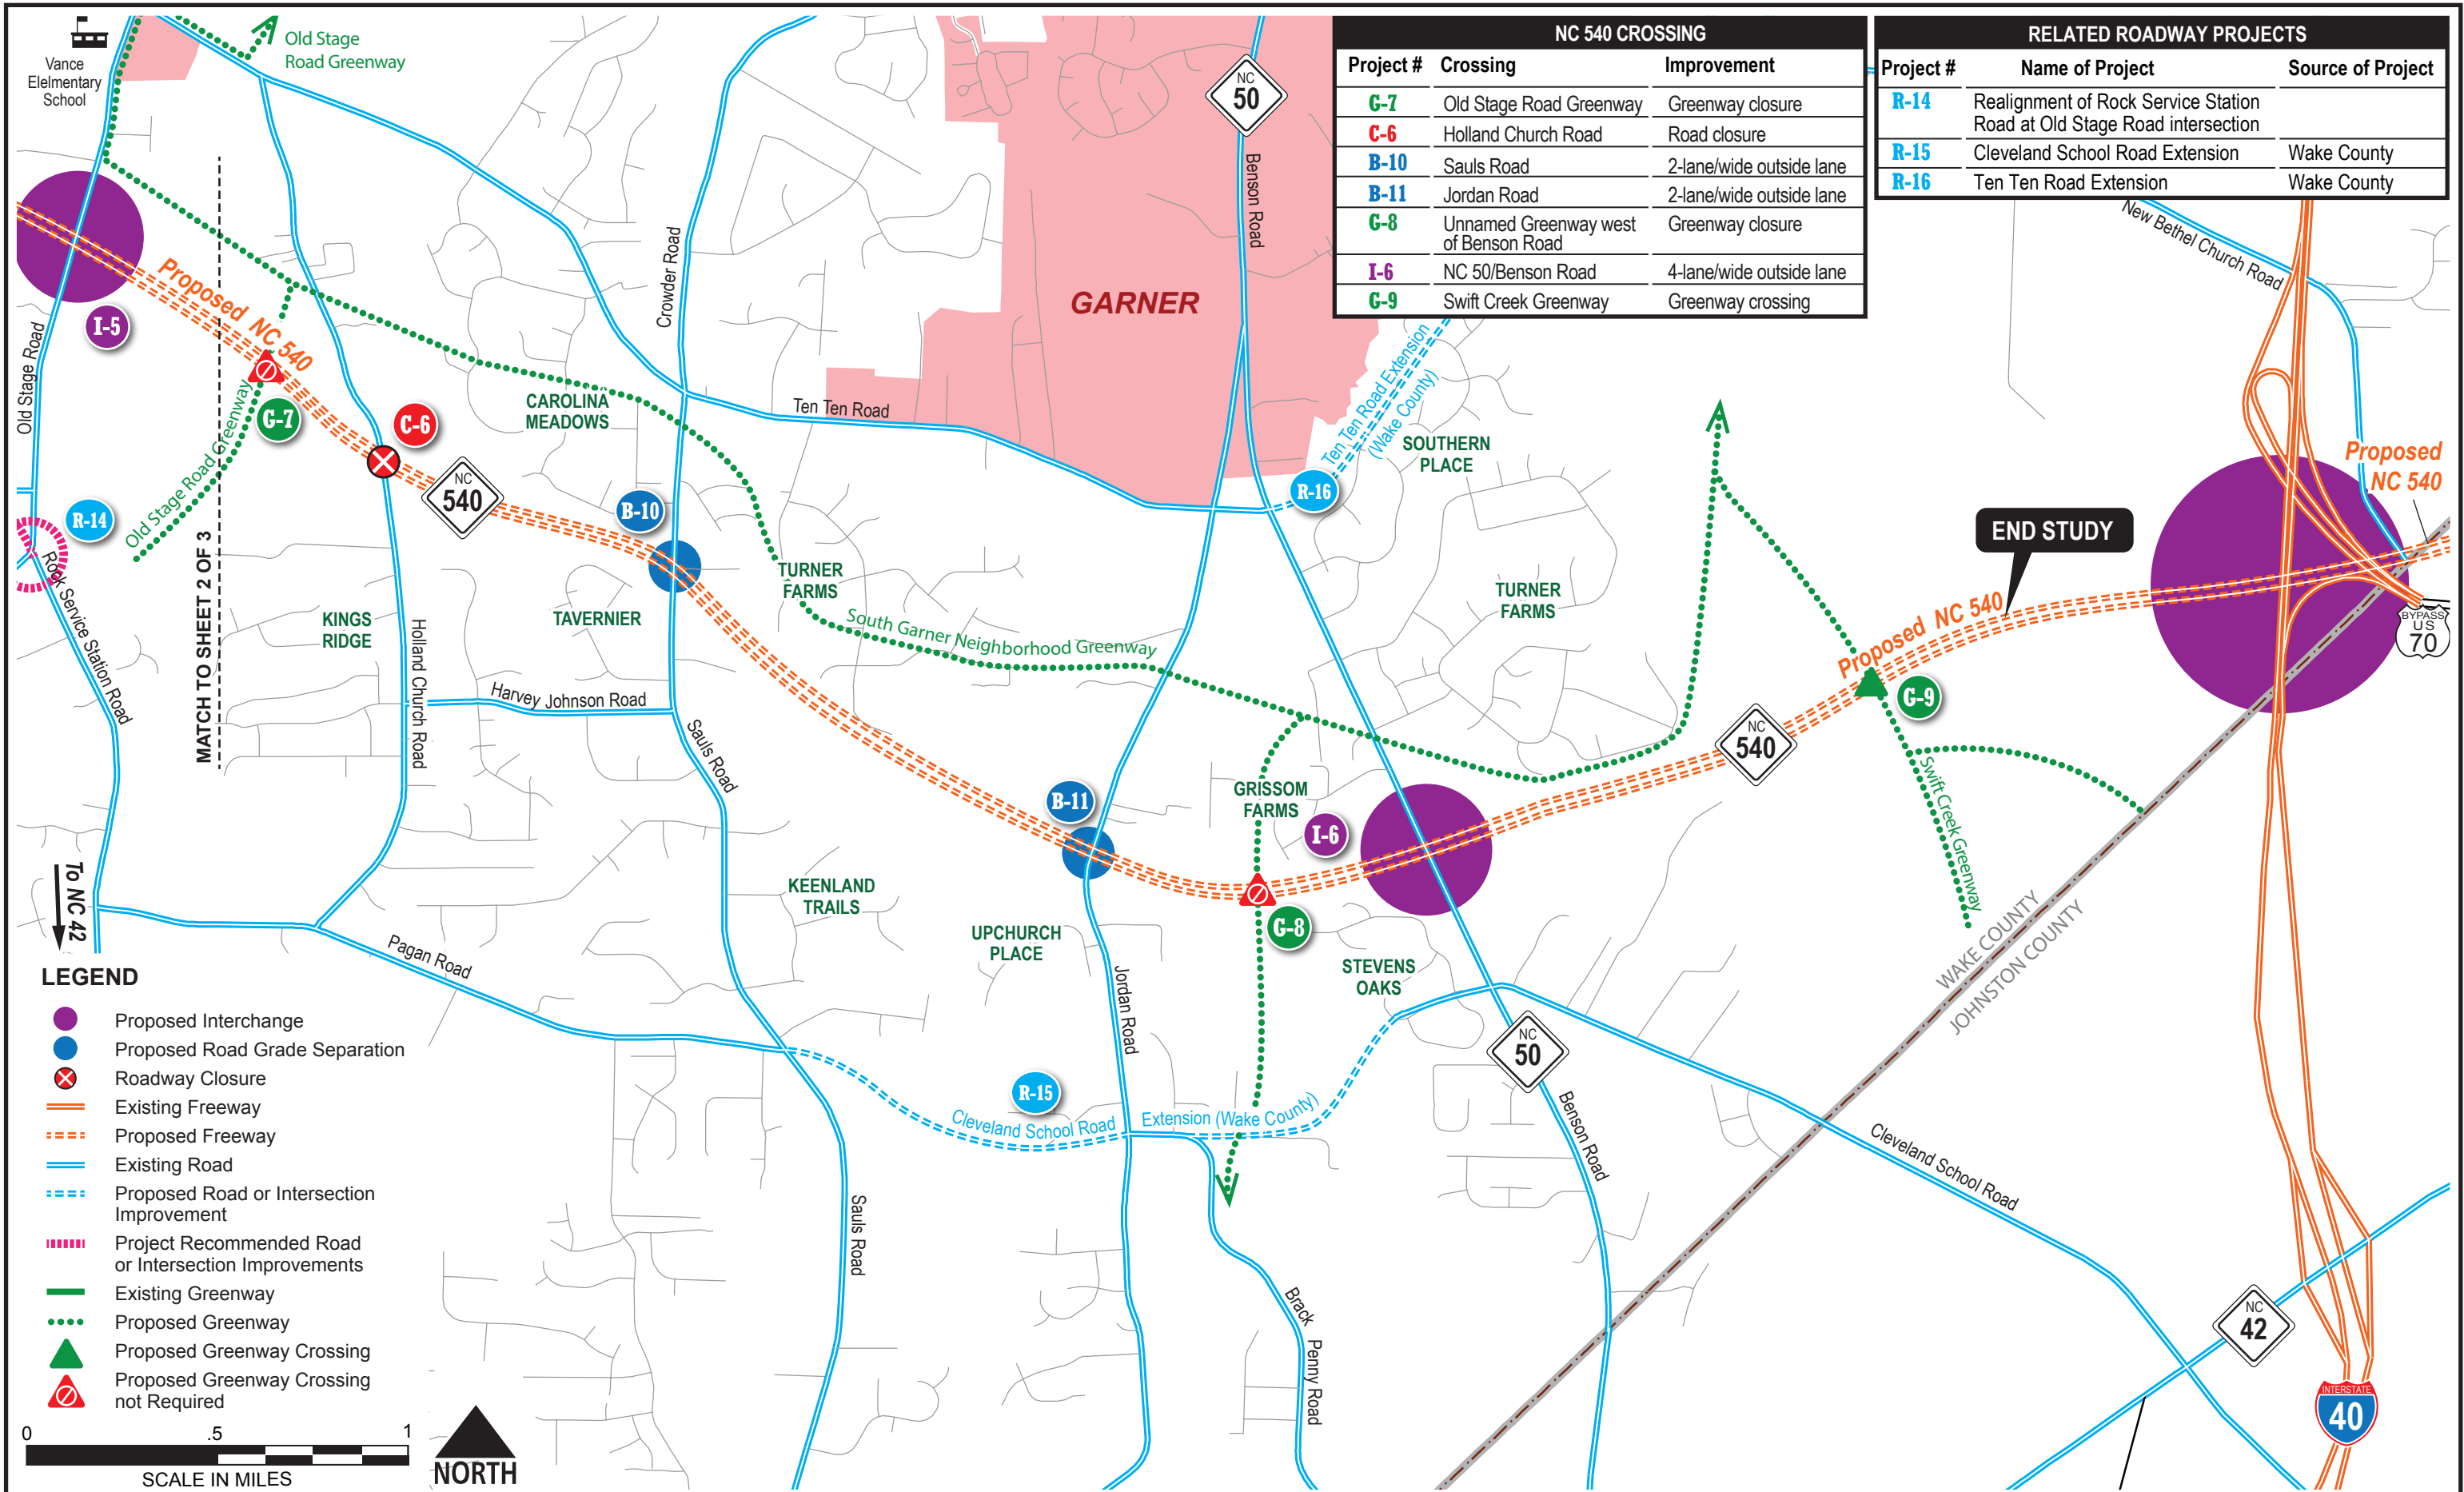 Vance
Elelmentary
School
Old Stage
Road Greenway
NC
50
NC 540 CROSSING
Project # Crossing Improvement
G-7 Old Stage Road Greenway Greenway closure
C-6 Holland Church Road Road closure
B-10 Sauls Road 2-lane/wide outside lane
B-11 Jordan Road 2-lane/wide outside lane
G-8 Unnamed Greenway west Greenway closure
of Benson Road
I-6 NC 50/Benson Road 4-lane/wide outside lane
G-9 Swift Creek Greenway Greenway crossing
RELATED ROADWAY PROJECTS
Project # Name of Project Source of Project
R-14 Realignment of Rock Service Station
Road at Old Stage Road intersection
R-15 Cleveland School Road Extension Wake County
R-16 Ten Ten Road Extension Wake County
New Bethel Church Road
Benson Road
Crowder Road
GARNER
Proposed NC 540
I-5
Old Stage Road
G-7
Old Stage Road Greenway
C-6
CAROLINA
MEADOWS
Ten Ten Road
Ten Ten Road Extension
(Wake County)
SOUTHERN
PLACE
Proposed
NC 540
NC
540
R-14
B-10
R-16
END STUDY
MATCH TO SHEET 2 OF 3
Rock Service Station Road
KINGS
RIDGE
TAVERNIER
TURNER
FARMS
TURNER
FARMS
South Garner Neighborhood Greenway
Proposed NC 540
BYPASS
US
70
Holland Church Road
Harvey Johnson Road
Sauls Road
G-9
NC
540
B-11
GRISSOM
FARMS
I-6
Swift Creek Greenway
To NC 42
KEENLAND
TRAILS
UPCHURCH
PLACE
G-8
STEVENS
OAKS
WAKE COUNTY
JOHNSTON COUNTY
Pagan Road
Jordan Road
NC
50
R-15
Cleveland School Road Extension (Wake County)
Benson Road
Cleveland School Road
Sauls Road
Brack Penny Road
NC
42
INTERSTATE
40
LEGEND
Proposed Interchange
Proposed Road Grade Separation
Roadway Closure
Existing Freeway
Proposed Freeway
Existing Road
Proposed Road or Intersection
Improvement
Project Recommended Road
or Intersection Improvements
Existing Greenway
Proposed Greenway
Proposed Greenway Crossing
Proposed Greenway Crossing
not Required
0 .5 1
SCALE IN MILES
NORTH